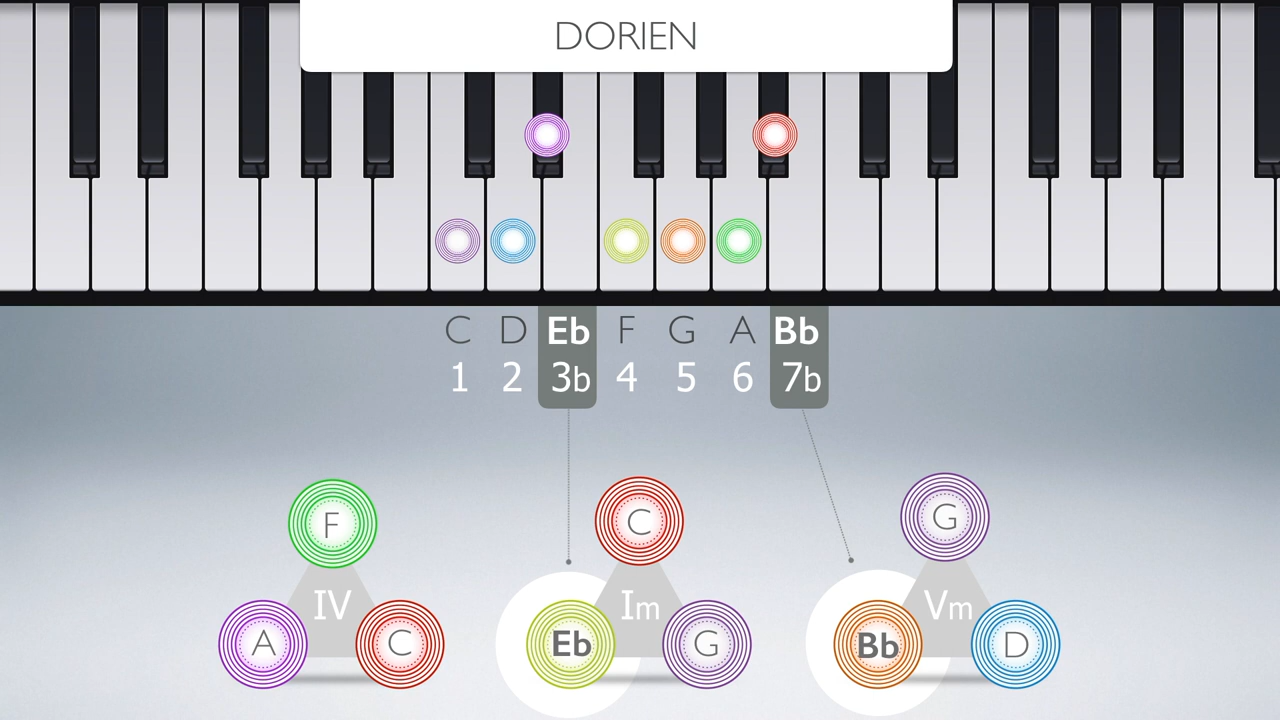 DORIEN
C D Eb F G A Bb
1 2 3b 4 5 6 7b
F C G
IV Im Vm
A C Eb G Bb D